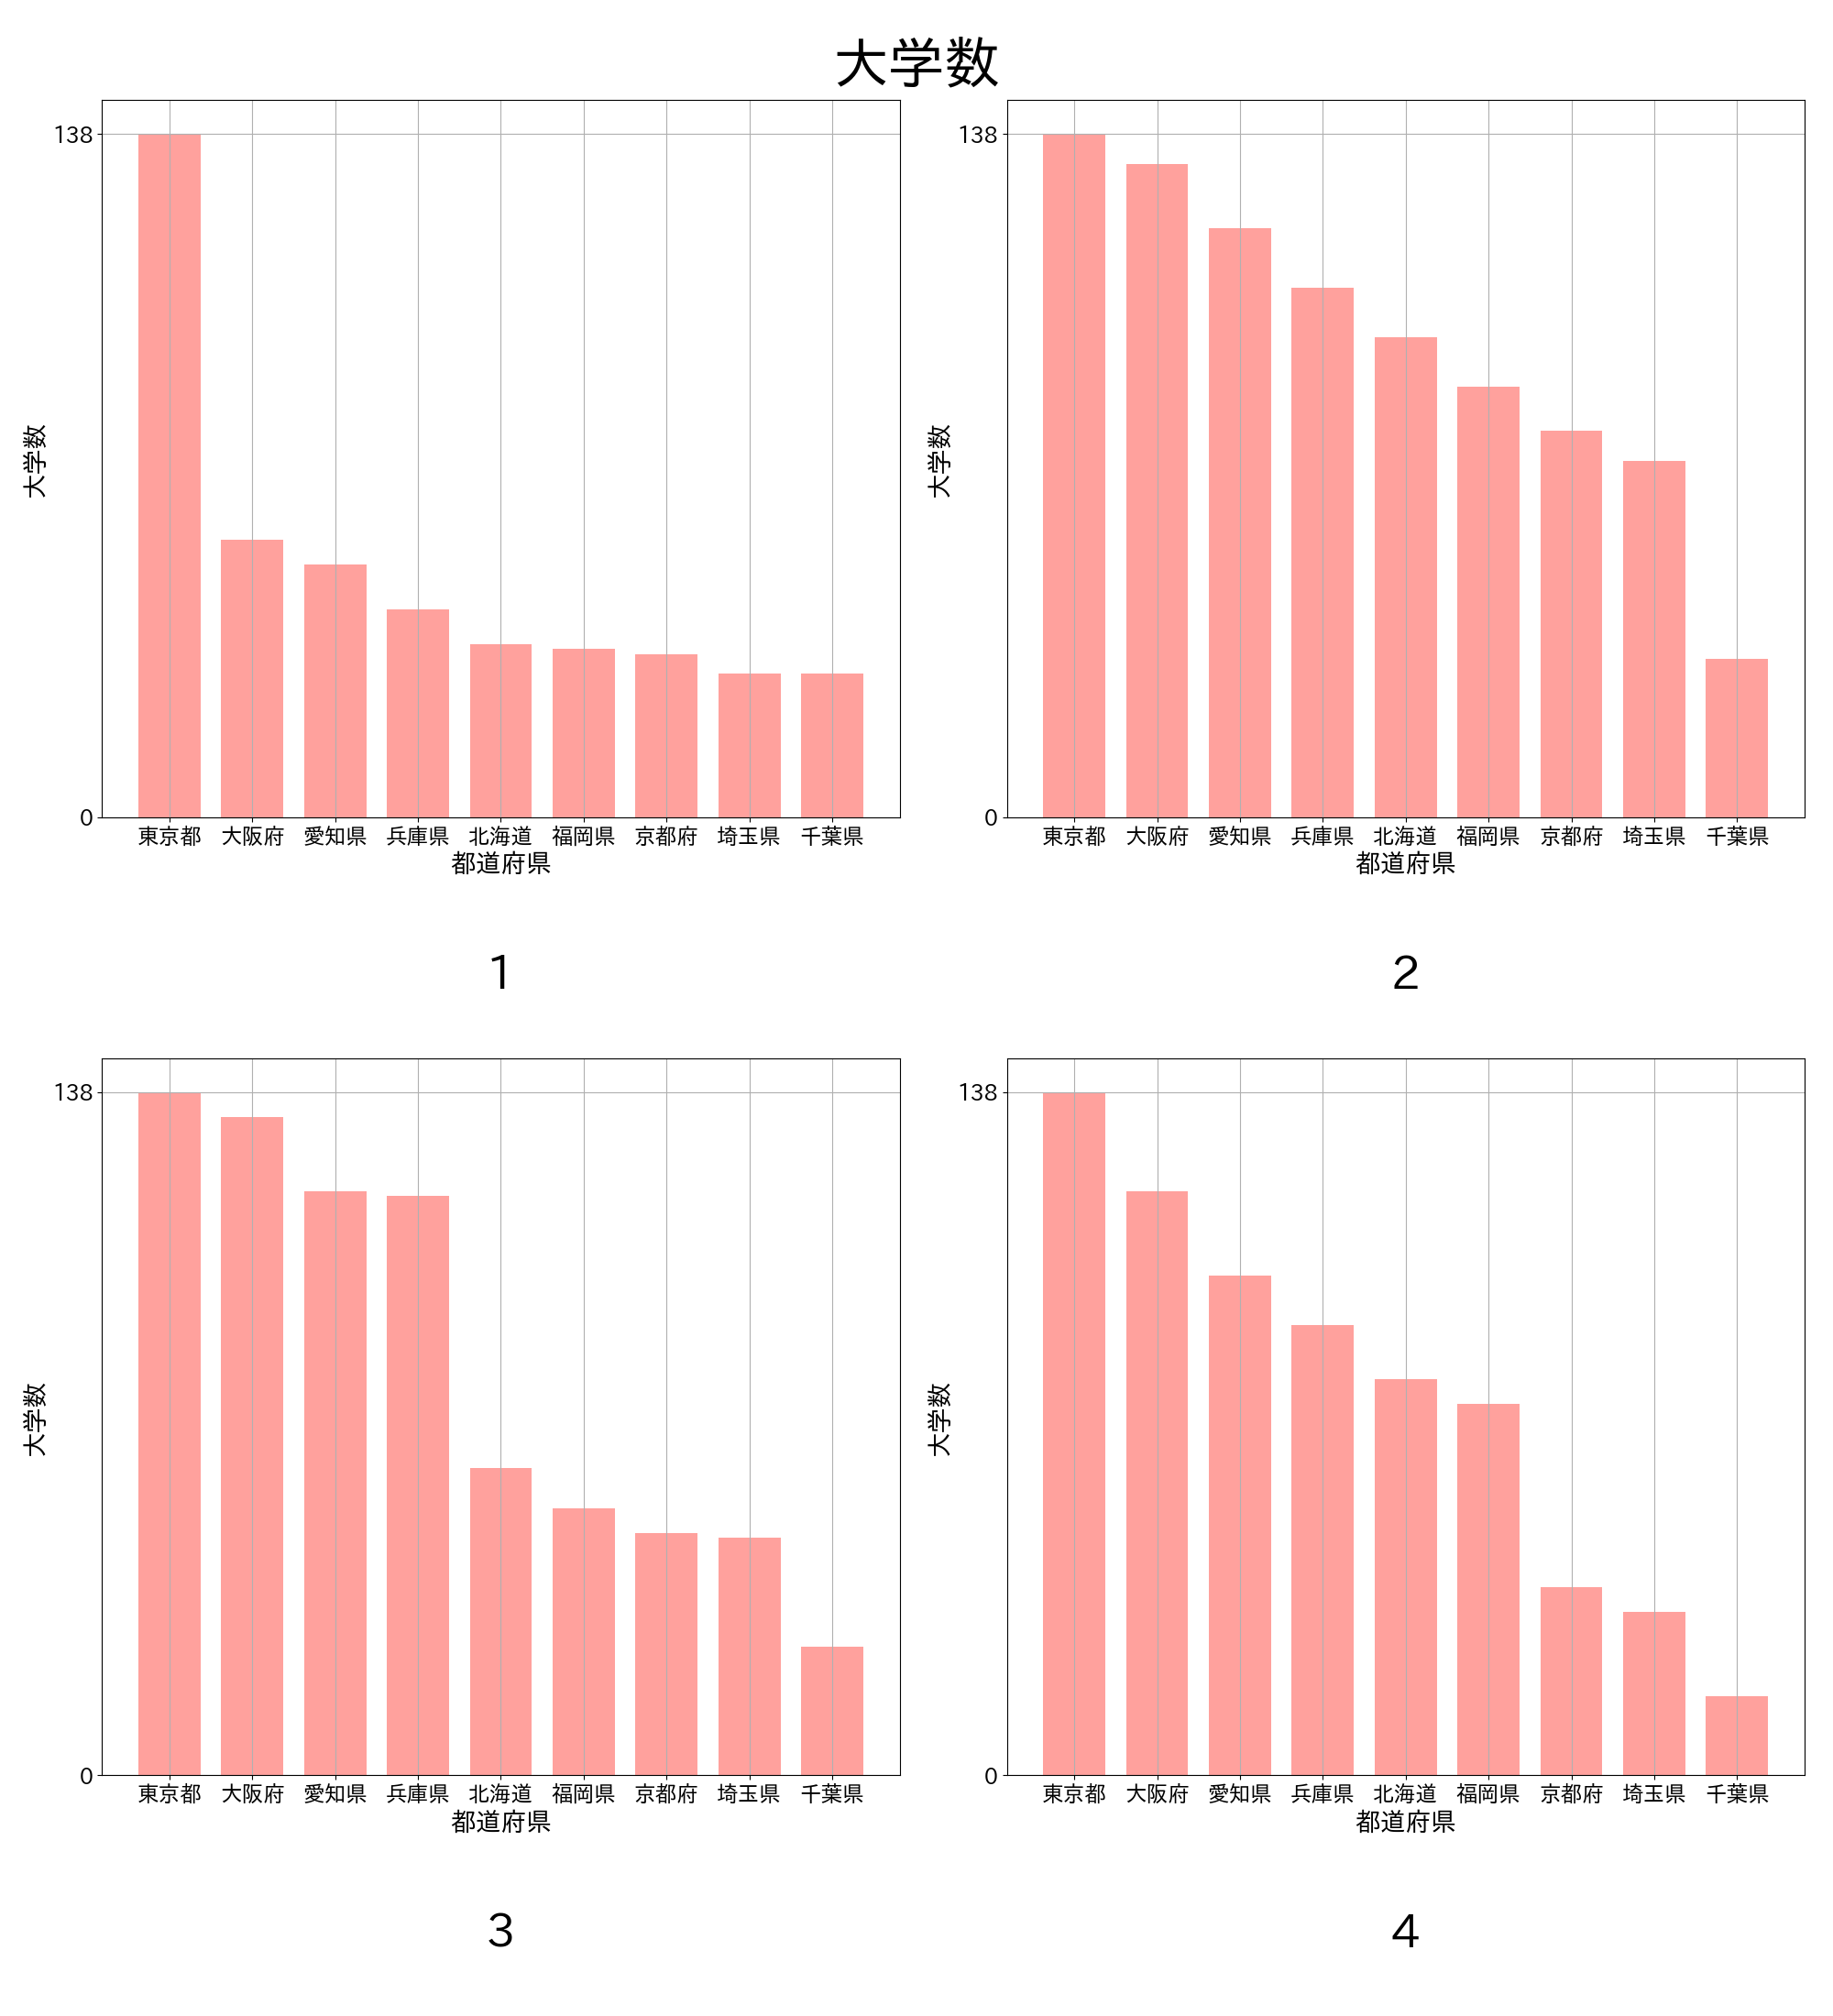 大学数
138
大学数
0
東京都 大阪府 愛知県 兵庫県 北海道 福岡県 京都府 埼玉県 千葉県
都道府県
1
138
大学数
0
東京都 大阪府 愛知県 兵庫県 北海道 福岡県 京都府 埼玉県 千葉県
都道府県
2
138
大学数
0
東京都 大阪府 愛知県 兵庫県 北海道 福岡県 京都府 埼玉県 千葉県
都道府県
3
138
大学数
0
東京都 大阪府 愛知県 兵庫県 北海道 福岡県 京都府 埼玉県 千葉県
都道府県
4